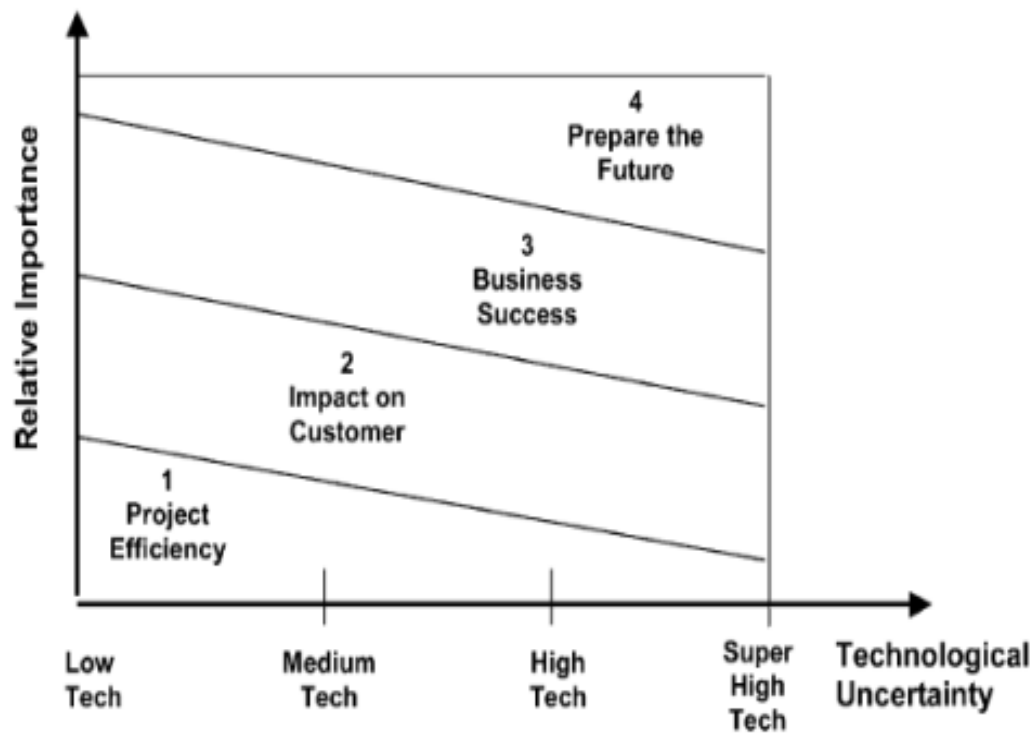 4
Prepare the
Future
3
Business
Success
2
Impact on
Customer
1
Project
Efficiency
Relative Importance
Low
Tech
Medium
Tech
High
Tech
Super
High
Tech
Technological
Uncertainty